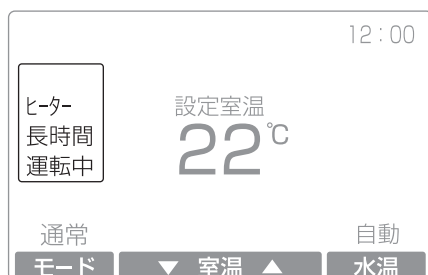 12:00
ヒーター
長時間
運転中
設定室温
22℃
通常
自動
モード ▼ 室温 ▲ 水温